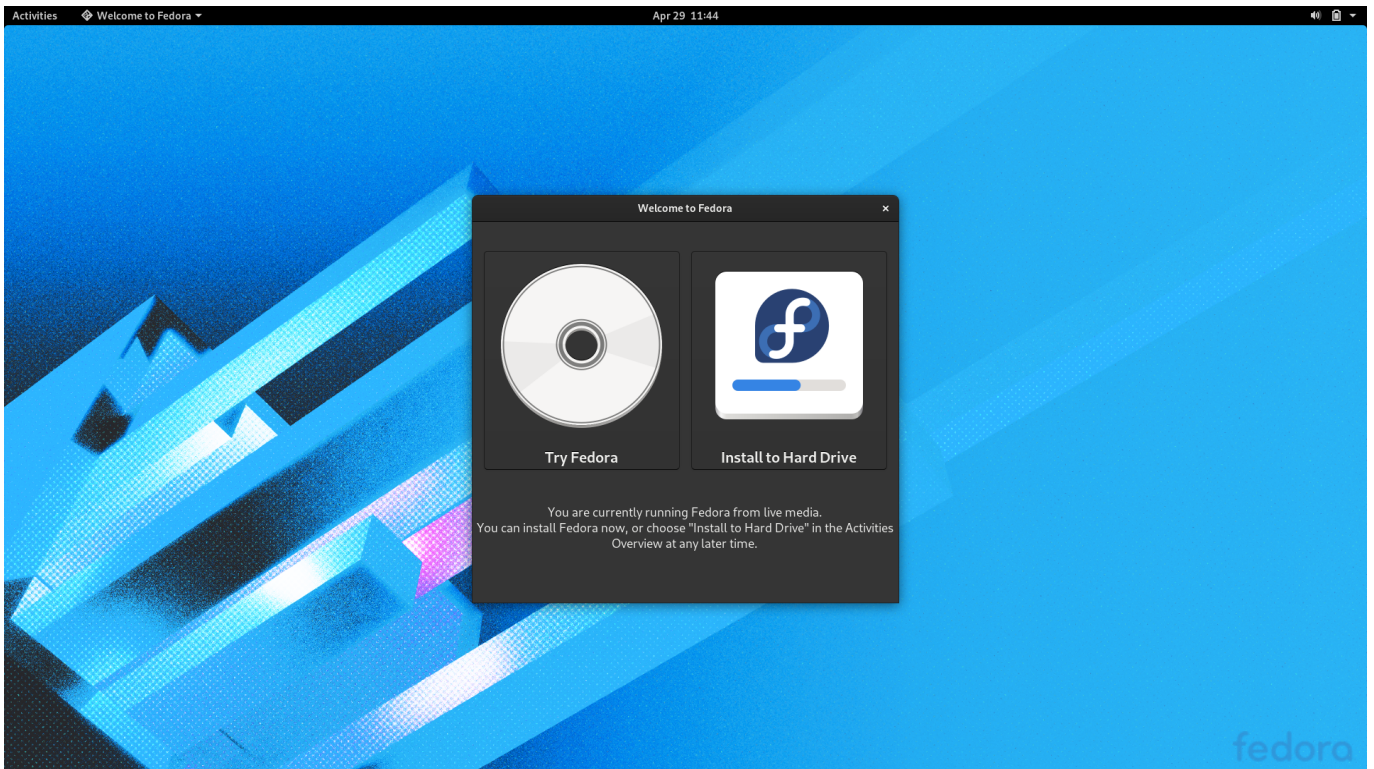 Activities Welcome to Fedora Apr 29 11:44
Welcome to Fedora ×
Try Fedora Install to Hard Drive
You are currently running Fedora from live media.
You can install Fedora now, or choose "Install to Hard Drive" in the Activities
Overview at any later time.
fedora